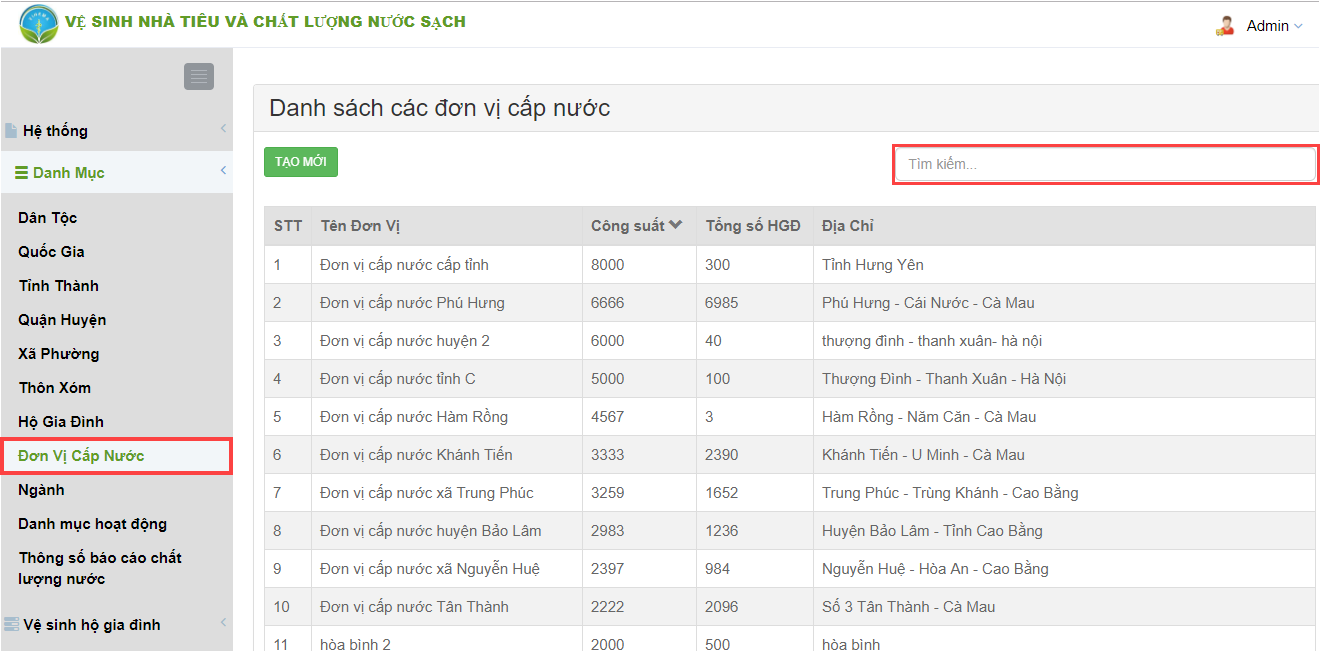 VỆ SINH NHÀ TIÊU VÀ CHẤT LƯỢNG NƯỚC SẠCH
Admin
Hệ thống
Danh Mục
Dân Tộc
Quốc Gia
Tỉnh Thành
Quận Huyện
Xã Phường
Thôn Xóm
Hộ Gia Đình
Đơn Vị Cấp Nước
Ngành
Danh mục hoạt động
Thông số báo cáo chất
lượng nước
Vệ sinh hộ gia đình
Danh sách các đơn vị cấp nước
TẠO MỚI
Tìm kiếm...
STT Tên Đơn Vị Công suất Tổng số HGĐ Địa Chỉ
1 Đơn vị cấp nước cấp tỉnh 8000 300 Tỉnh Hưng Yên
2 Đơn vị cấp nước Phú Hưng 6666 6985 Phú Hưng - Cái Nước - Cà Mau
3 Đơn vị cấp nước huyện 2 6000 40 thượng đình - thanh xuân- hà nội
4 Đơn vị cấp nước tỉnh C 5000 100 Thượng Đình - Thanh Xuân - Hà Nội
5 Đơn vị cấp nước Hàm Rồng 4567 3 Hàm Rồng - Năm Căn - Cà Mau
6 Đơn vị cấp nước Khánh Tiến 3333 2390 Khánh Tiến - U Minh - Cà Mau
7 Đơn vị cấp nước xã Trung Phúc 3259 1652 Trung Phúc - Trùng Khánh - Cao Bằng
8 Đơn vị cấp nước huyện Bảo Lâm 2983 1236 Huyện Bảo Lâm - Tỉnh Cao Bằng
9 Đơn vị cấp nước xã Nguyễn Huệ 2397 984 Nguyễn Huệ - Hòa An - Cao Bằng
10 Đơn vị cấp nước Tân Thành 2222 2096 Số 3 Tân Thành - Cà Mau
11 hòa bình 2 2000 500 hòa bình